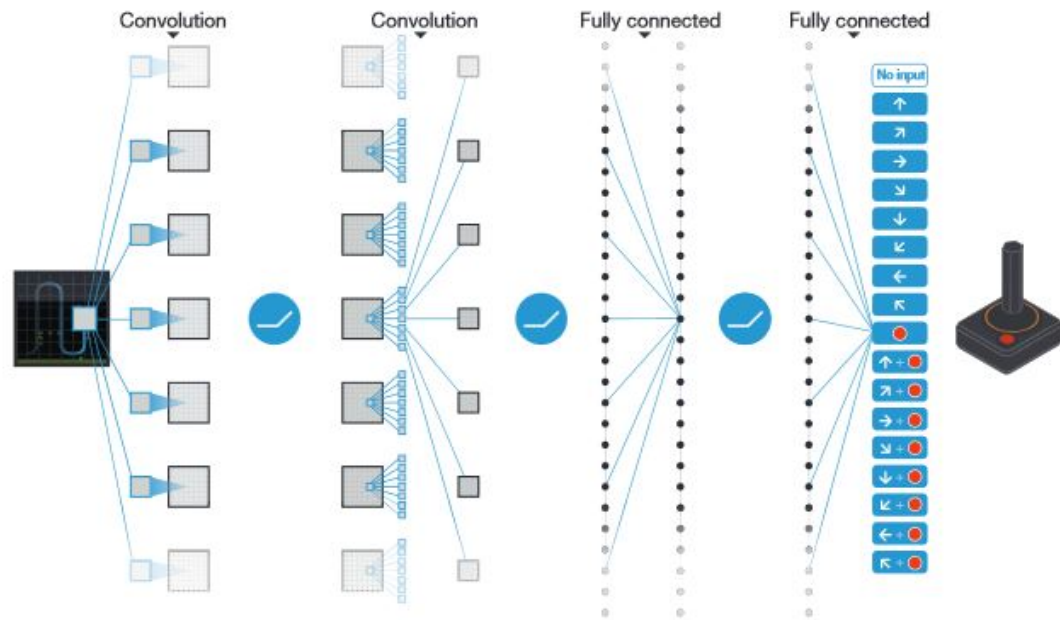 Convolution
Convolution
Fully connected
Fully connected
No input
+
+
+
+
+
+
+
+